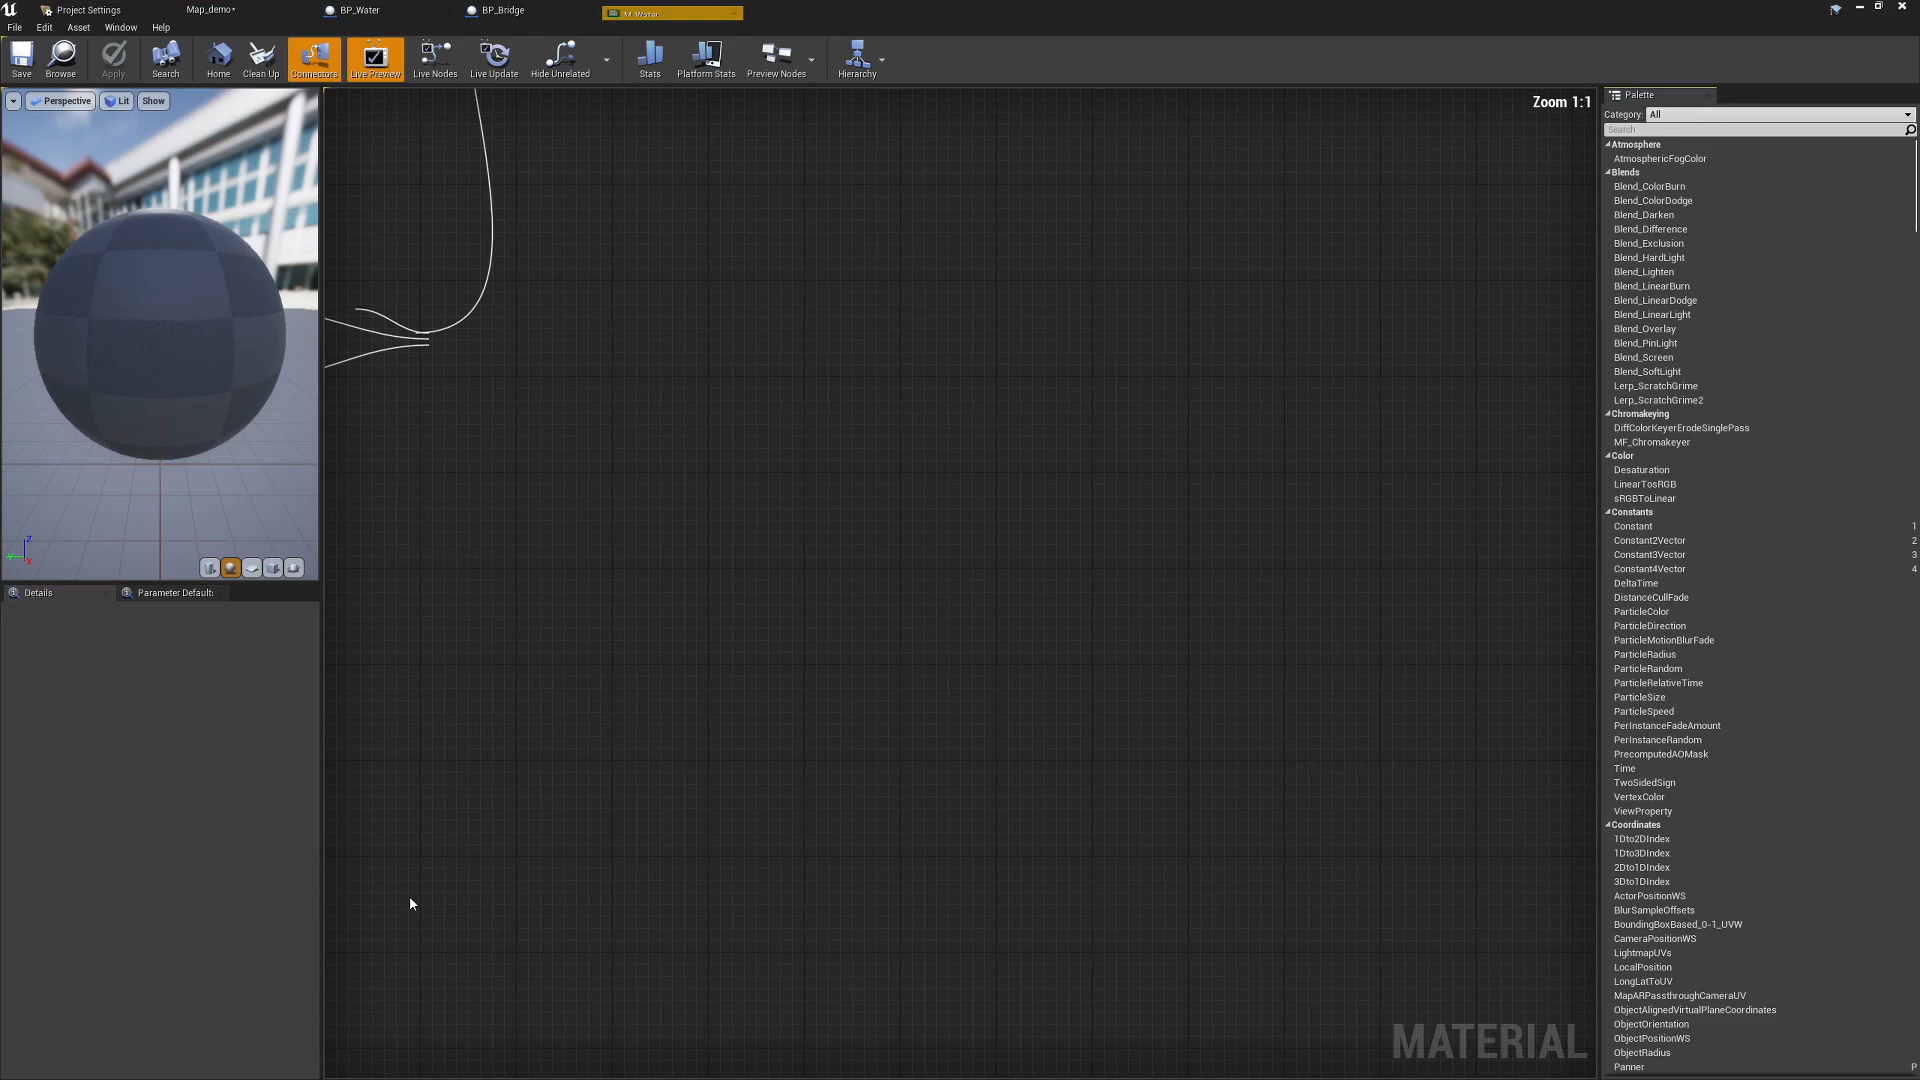 Project Settings
Map_demo*
BP_Water
BP_Bridge
M_Water
File
Edit
Asset
Window
Help
Save
Browse
Apply
Search
Home
Clean Up
Connectors
Live Preview
Live Nodes
Live Update
Hide Unrelated
Stats
Platform Stats
Preview Nodes
Hierarchy
Perspective
Lit
Show
Zoom 1:1
Z
Y
X
Details
Parameter Default
MATERIAL
Palette
Category: All
Search
Atmosphere
AtmosphericFogColor
Blends
Blend_ColorBurn
Blend_ColorDodge
Blend_Darken
Blend_Difference
Blend_Exclusion
Blend_HardLight
Blend_Lighten
Blend_LinearBurn
Blend_LinearDodge
Blend_LinearLight
Blend_Overlay
Blend_PinLight
Blend_Screen
Blend_SoftLight
Lerp_ScratchGrime
Lerp_ScratchGrime2
Chromakeying
DiffColorKeyerErodeSinglePass
MF_Chromakeyer
Color
Desaturation
LinearTosRGB
sRGBToLinear
Constants
Constant 1
Constant2Vector 2
Constant3Vector 3
Constant4Vector 4
DeltaTime
DistanceCullFade
ParticleColor
ParticleDirection
ParticleMotionBlurFade
ParticleRadius
ParticleRandom
ParticleRelativeTime
ParticleSize
ParticleSpeed
PerInstanceFadeAmount
PerInstanceRandom
PrecomputedAOMask
Time
TwoSidedSign
VertexColor
ViewProperty
Coordinates
1Dto2DIndex
1Dto3DIndex
2Dto1DIndex
3Dto1DIndex
ActorPositionWS
BlurSampleOffsets
BoundingBoxBased_0-1_UVW
CameraPositionWS
LightmapUVs
LocalPosition
LongLatToUV
MapARPassthroughCameraUV
ObjectAlignedVirtualPlaneCoordinates
ObjectOrientation
ObjectPositionWS
ObjectRadius
Panner P